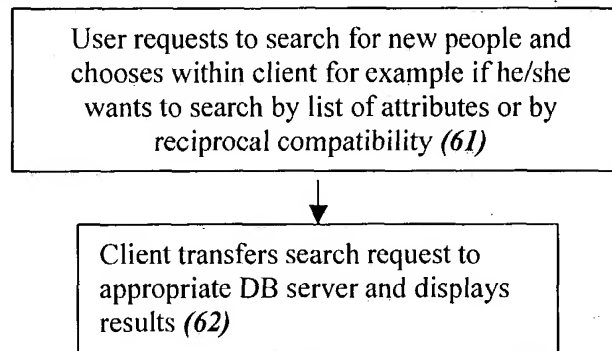 User requests to search for new people and
chooses within client for example if he/she
wants to search by list of attributes or by
reciprocal compatibility (61)
Client transfers search request to
appropriate DB server and displays
results (62)